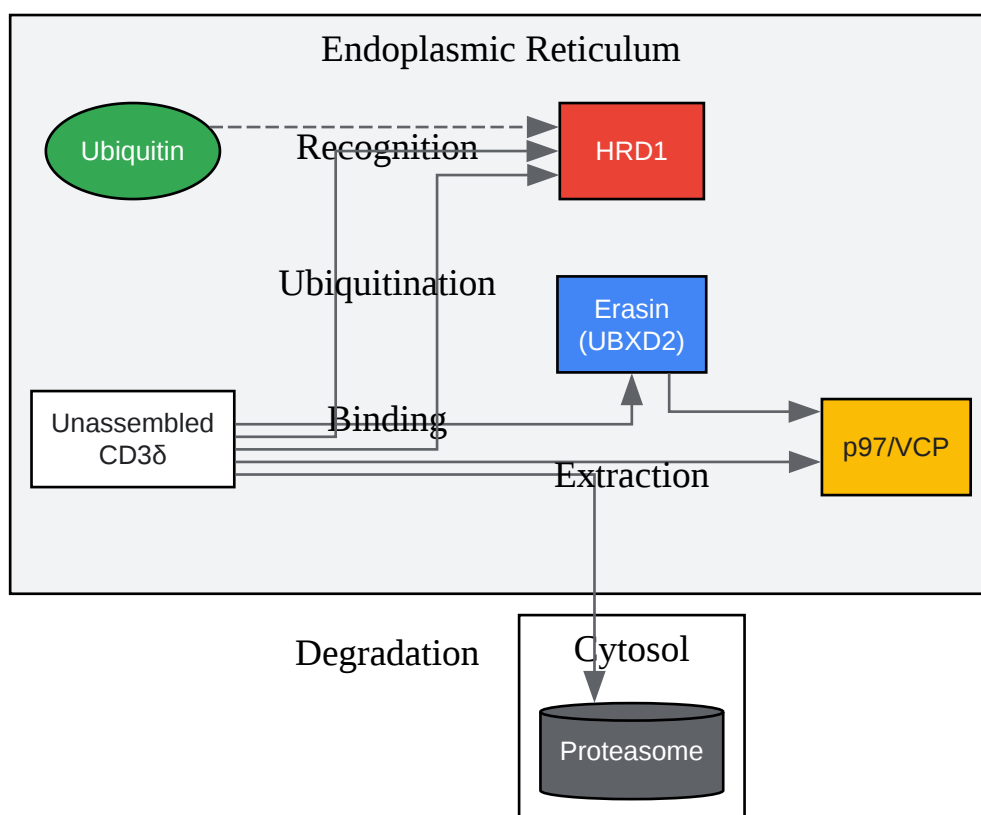 Endoplasmic Reticulum
Ubiquitin
Recognition
HRD1
Ubiquitination
Erasin
(UBXD2)
Unassembled
CD3δ
Binding
p97/VCP
Extraction
Degradation
Cytosol
Proteasome